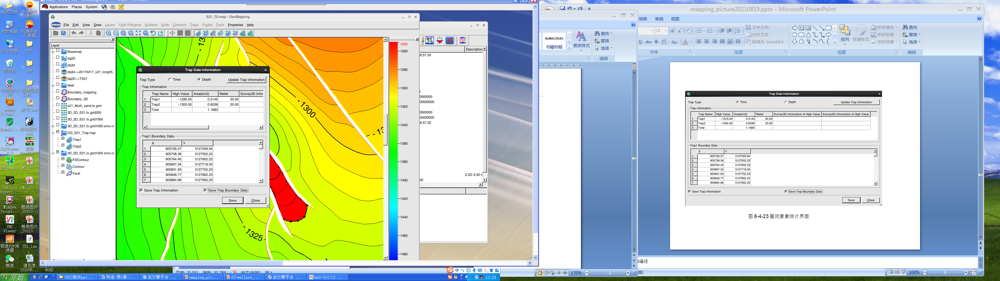 Applications Places System
S21_T0.map : GeoMapping
File Edit View Draw Layers Fault Polygons Scatters Grids Contours Traps Facies Tools Properties Help
Layer
Basemap
dq2D
dq3d
dq3d->20170417_s21_long45_
dq2D->TS21
Well
Boundary_mapping
Boundary_3D
s21_Multi_sand.ls.grid
3D_2D_S21.ls.grid200
3D_2D_S21.ls.grid1000
3D_2D_S21.ls.grid1000.smo.cc
DQ_S21_Trap.trap
Trap1
Trap2
3D_2D_S21.ls.grid1000.smo.ca
FillContour
Contour
Fault
Trap Data Information
Trap Type Time Depth Update Trap Information
Trap Information
Trap Name High Value Area(km2) Relief Survey3D Infor
1 Trap1 -1295.00 0.5145 20.00
2 Trap2 -1325.00 0.6538 20.00
3 Total 1.1683
Trap1 Boundary Data
X Y
1 605726.27 5127459.94
2 605738.38 5127502.23
3 605764.40 5127602.23
4 605807.34 5127718.00
5 605831.93 5127752.23
6 605846.77 5127802.23
7 605864.66 5127902.23
Save Trap Information Save Trap Boundary Data
Save Close
-1300
-1325
-1250
-1260
-1280
-1300
-1320
-1340
-1360
-1380
-1400
-1420
-1440
-1460
-1480
CST
Description
8:57:30
0000000
00000000
0000000
00000000
8:57:30
2-2D 3-3D 6
00
AaBbCcDdEe
书籍标题
更改样式
查找
替换
选择
编辑
170%
mapping_picture20210819.pptx - Microsoft PowerPoint
放映 审阅 视图
18
文字方向
对齐文本
转换为 SmartArt
排列 快速样式
形状填充
形状轮廓
形状效果
查找
替换
选择
字体 段落 绘图 编辑
Trap Data Information
Trap Type Time Depth Update Trap Information
Trap Information
Trap Name High Value Area(km2) Relief Survey3D Information of High Value Survey2D Information of High Value
1 Trap1 -1315.00 0.5145 20.00
2 Trap2 -1345.00 0.6538 20.00
3 Total 1.1683
Trap1 Boundary Data
X Y
1 605726.27 5127459.94
2 605738.38 5127502.23
3 605764.40 5127602.23
4 605807.34 5127718.00
5 605831.93 5127752.23
6 605846.77 5127802.23
7 605864.66 5127902.23
Save Trap Information Save Trap Boundary Data
Save Close
图 6-4-23 圈闭要素统计界面
100%
我的文档
中油即时通信
我的电脑
终端安全工具箱
网上邻居
FTP
回收站
ymt
360驱动大师
终端检查工具...
Adobe Illust...
DFTT.exe
BaseLi...
综合程序.exe
CAJViewer 6.0
新建
DFDraw4.0
IMG_20...
GeForce Experi...
IMG_20...
McAfee Securi...
微信图片_20210...
VNC Viewer
微信图片_20210...
极速PDF阅读器
TB1.las
微信
通讯录2020年...
WORD
页面: 25/50 字数: 20,789 中文(中国) 插入
开始
0823修改ppt...
构造-第6章-...
云计算平台 ...
mapping_pic...
03-wellpre_...
云计算平台 ...
hw2-010:12 ...
10:24